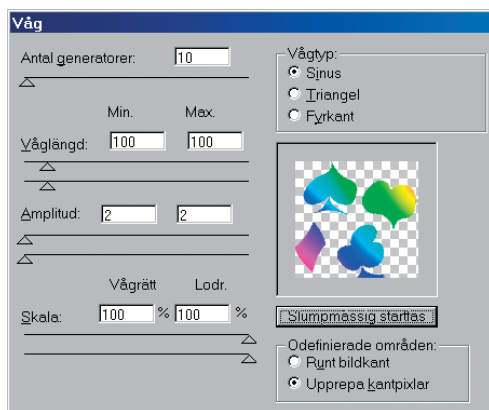 Våg
Antal generatorer: 10
Min. Max.
Våglängd: 100 100
Amplitud: 2 2
Vågrätt Lodr.
Skala: 100 % 100 %
Vågtyp:
Sinus
Triangel
Fyrkant
Slumpmässig startfas
Odefinierade områden:
Runt bildkant
Upprepa kantpixlar